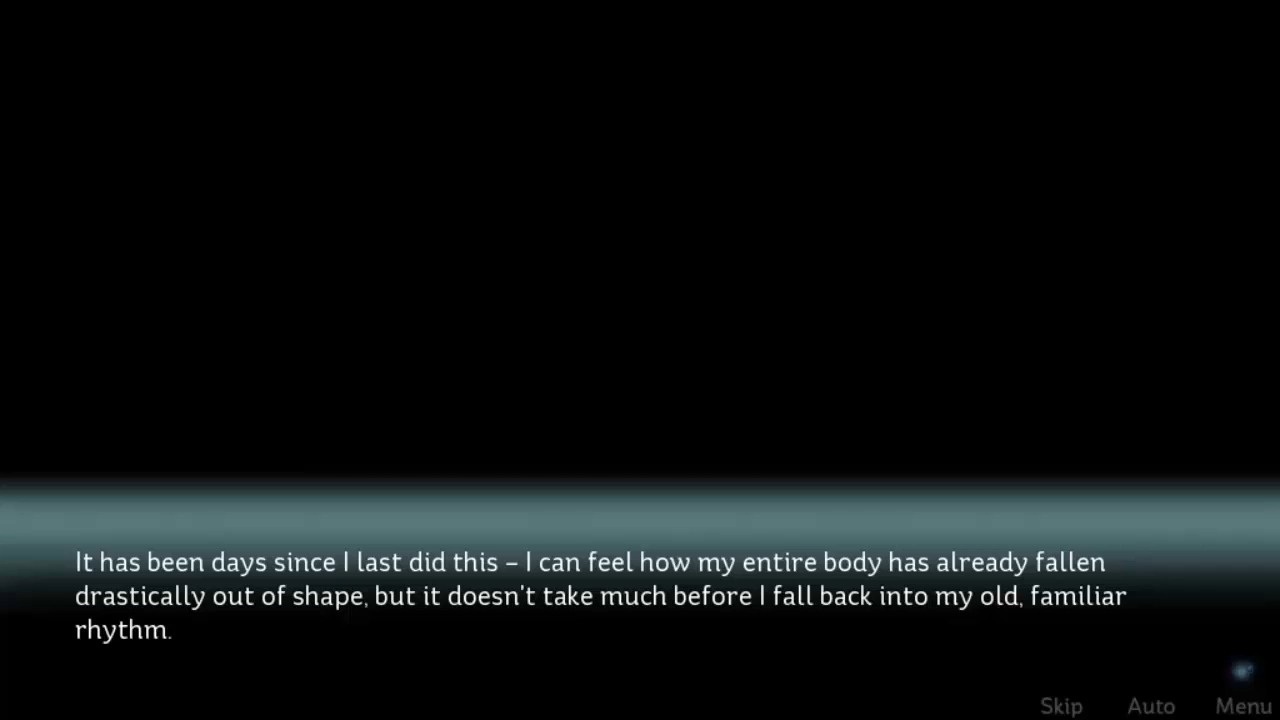 It has been days since I last did this – I can feel how my entire body has already fallen
drastically out of shape, but it doesn't take much before I fall back into my old, familiar
rhythm.
Skip Auto Menu